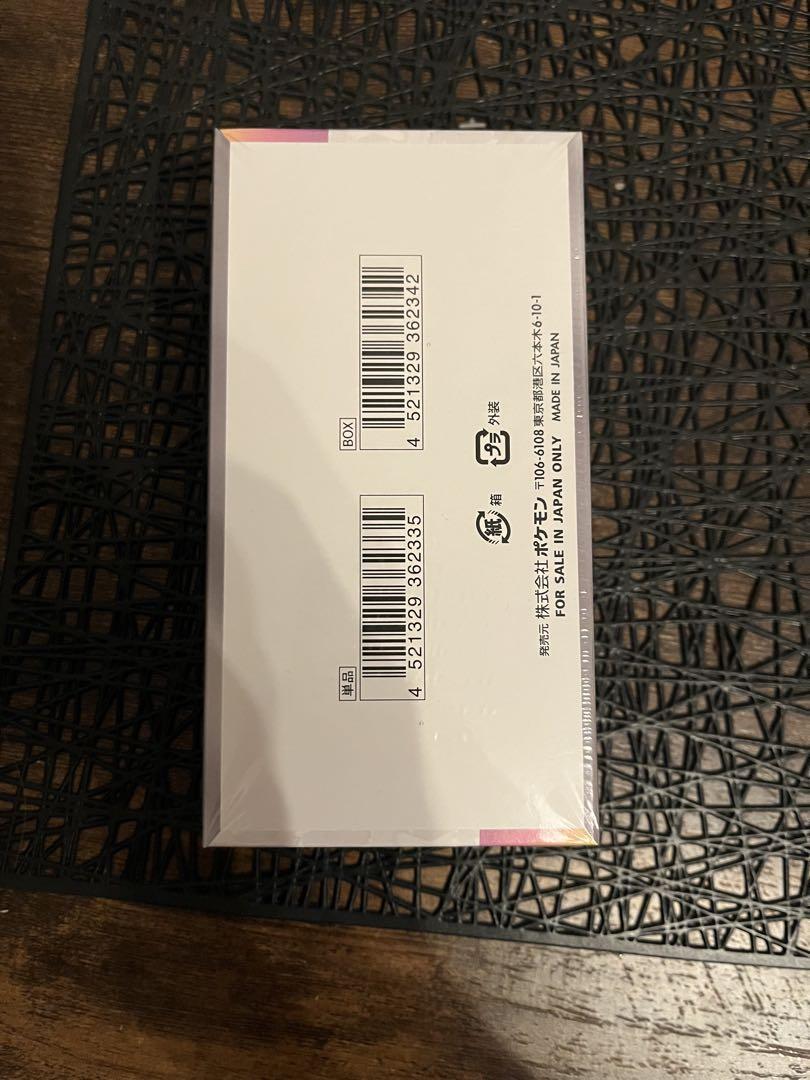 単品
4 521329 362335
BOX
4 521329 362342
紙 箱
プラ 外装
発売元 株式会社ポケモン 〒106-6108 東京都港区六本木6-10-1
FOR SALE IN JAPAN ONLY MADE IN JAPAN